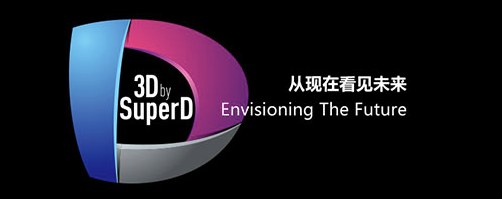 3D by
SuperD
从现在看见未来
Envisioning The Future